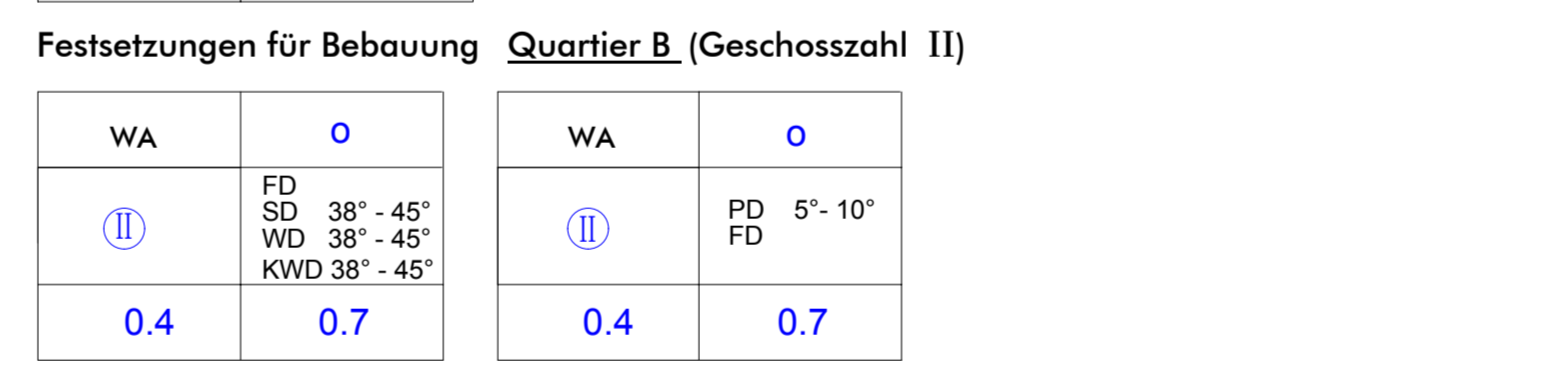 Festsetzungen für Bebauung Quartier B (Geschosszahl II)
WA o
II
FD
SD 38° - 45°
WD 38° - 45°
KWD 38° - 45°
0.4 0.7
WA o
II
PD 5°- 10°
FD
0.4 0.7